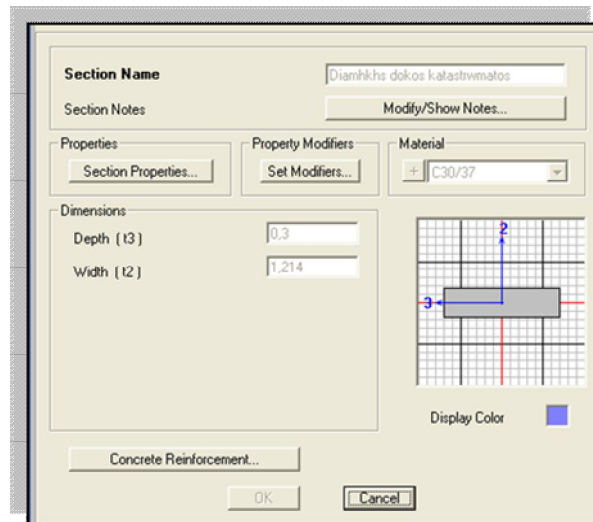 Section Name Diamhkhs dokos katastrwmatos
Section Notes Modify/Show Notes...
Properties Property Modifiers Material
Section Properties... Set Modifiers... + C30/37
Dimensions
Depth ( t3 ) 0,3
Width ( t2 ) 1,214
2
3
Display Color
Concrete Reinforcement...
OK Cancel